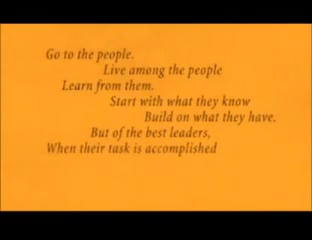 Go to the people.
Live among the people
Learn from them.
Start with what they know
Build on what they have.
But of the best leaders,
When their task is accomplished